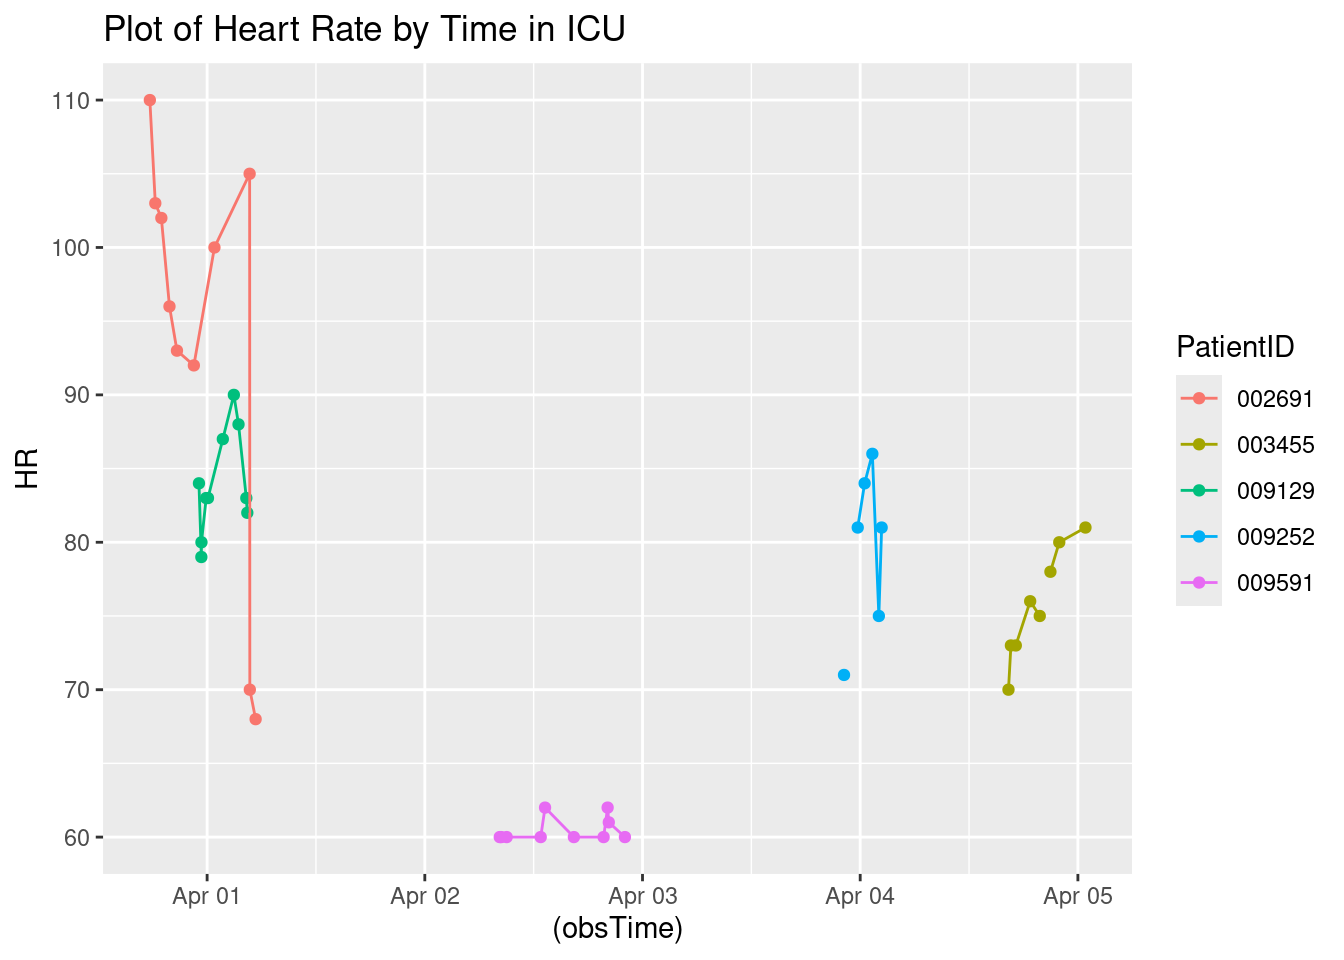 Plot of Heart Rate by Time in ICU
110
100
90
80
70
60
HR
Apr 01
Apr 02
Apr 03
Apr 04
Apr 05
(obsTime)
PatientID
002691
003455
009129
009252
009591